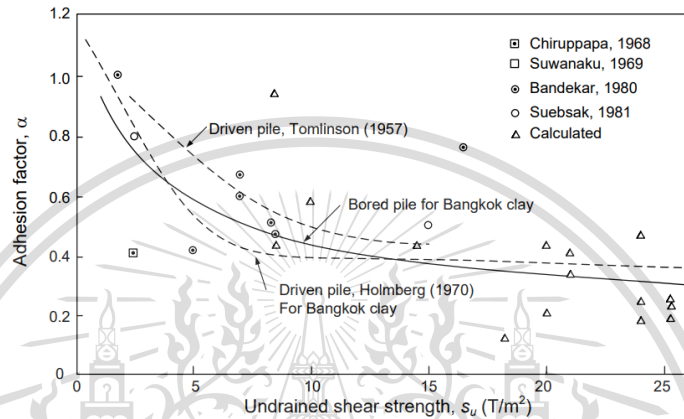 1.2
1.0
0.8
0.6
0.4
0.2
0
Adhesion factor, α
Chiruppapa, 1968
Suwanaku, 1969
Bandekar, 1980
Suebsak, 1981
Calculated
Driven pile, Tomlinson (1957)
Bored pile for Bangkok clay
Driven pile, Holmberg (1970)
For Bangkok clay
0 5 10 15 20 25
Undrained shear strength, su (T/m²)